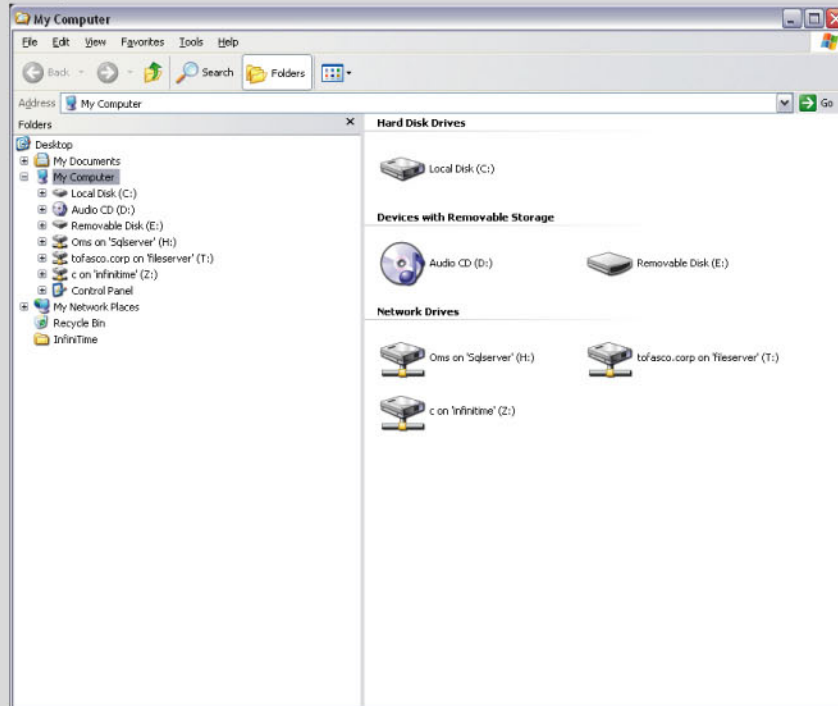 My Computer
File Edit View Favorites Tools Help
Back Search Folders
Address My Computer Go
Folders
Desktop
My Documents
My Computer
Local Disk (C:)
Audio CD (D:)
Removable Disk (E:)
Oms on 'Sqlserver' (H:)
tofasco.corp on 'fileserver' (T:)
c on 'infinitime' (Z:)
Control Panel
My Network Places
Recycle Bin
InfiniTime
Hard Disk Drives
Local Disk (C:)
Devices with Removable Storage
Audio CD (D:) Removable Disk (E:)
Network Drives
Oms on 'Sqlserver' (H:) tofasco.corp on 'fileserver' (T:)
c on 'infinitime' (Z:)